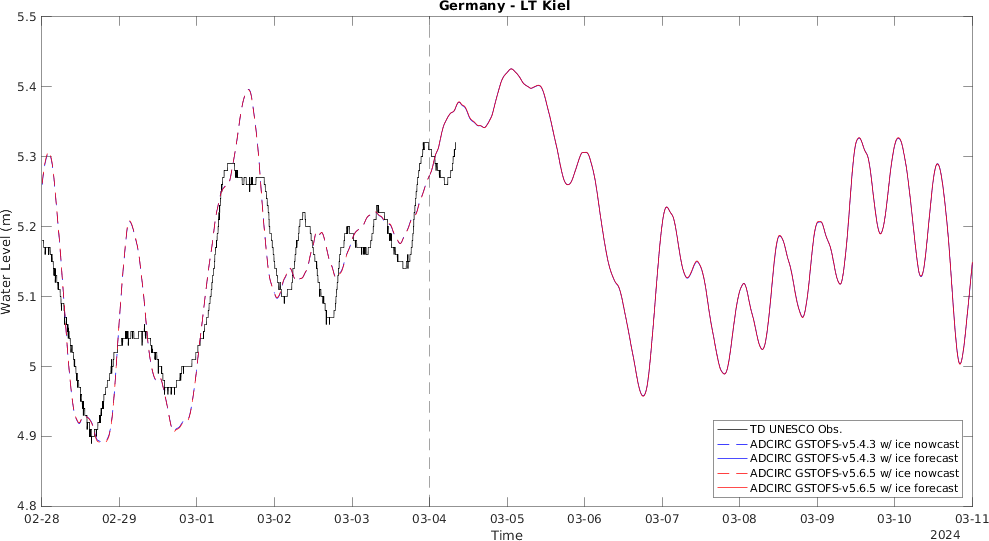 Germany - LT Kiel
5.5
5.4
5.3
5.2
5.1
5
4.9
4.8
Water Level (m)
02-28 02-29 03-01 03-02 03-03 03-04 03-05 03-06 03-07 03-08 03-09 03-10 03-11
Time
2024
TD UNESCO Obs.
ADCIRC GSTOFS-v5.4.3 w/ ice nowcast
ADCIRC GSTOFS-v5.4.3 w/ ice forecast
ADCIRC GSTOFS-v5.6.5 w/ ice nowcast
ADCIRC GSTOFS-v5.6.5 w/ ice forecast